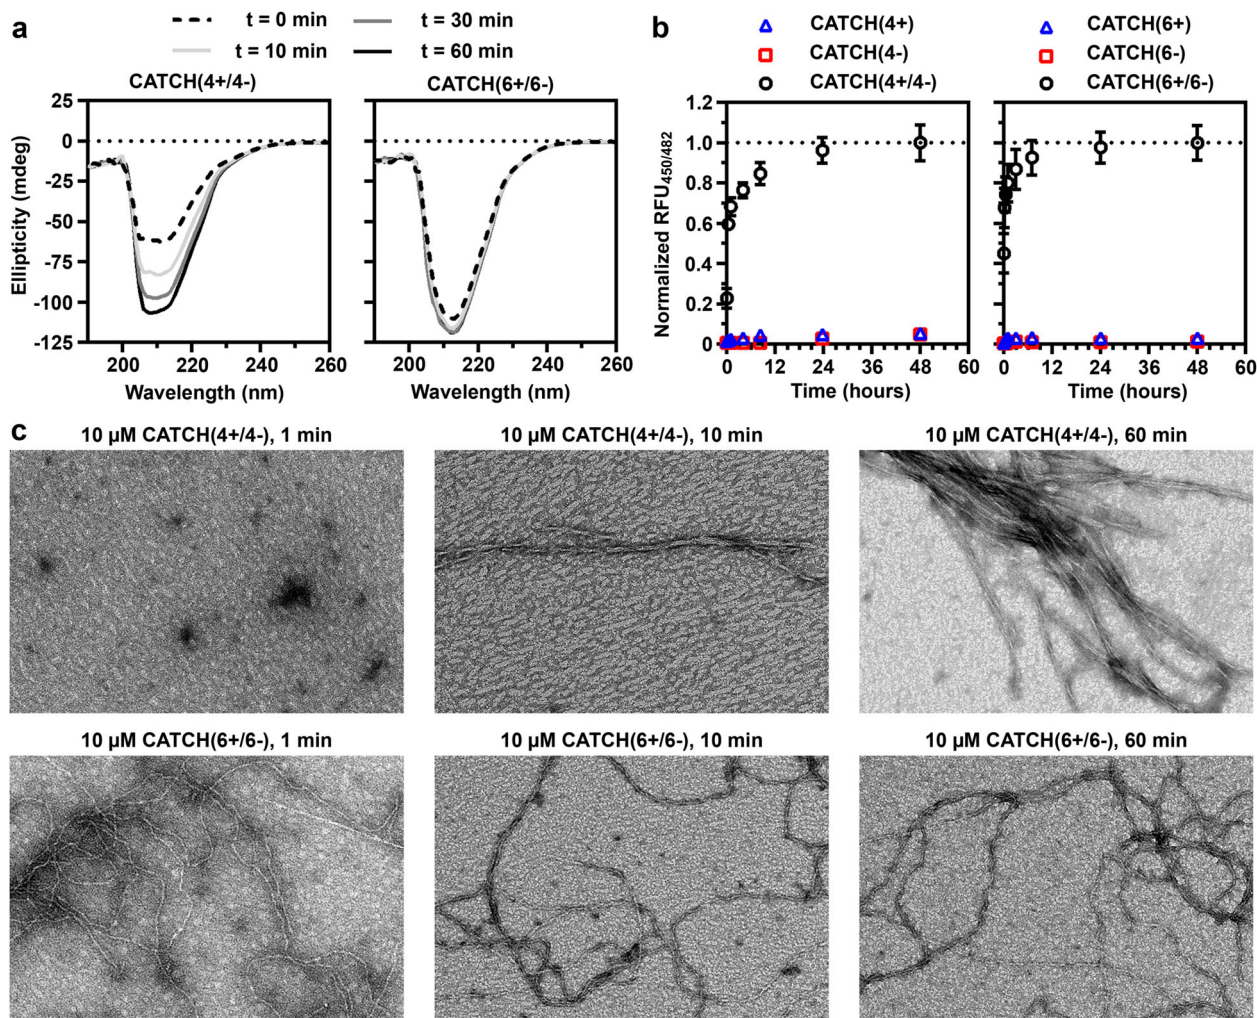 a
t = 0 min
t = 30 min
t = 10 min
t = 60 min
CATCH(4+/4-)
CATCH(6+/6-)
25
0
-25
-50
-75
-100
-125
Ellipticity (mdeg)
200 220 240 260
200 220 240 260
Wavelength (nm)
Wavelength (nm)
b
CATCH(4+)
CATCH(4-)
CATCH(4+/4-)
CATCH(6+)
CATCH(6-)
CATCH(6+/6-)
1.2
1.0
0.8
0.6
0.4
0.2
0
Normalized RFU450/482
0 12 24 36 48 60
0 12 24 36 48 60
Time (hours)
Time (hours)
c
10 µM CATCH(4+/4-), 1 min
10 µM CATCH(4+/4-), 10 min
10 µM CATCH(4+/4-), 60 min
10 µM CATCH(6+/6-), 1 min
10 µM CATCH(6+/6-), 10 min
10 µM CATCH(6+/6-), 60 min